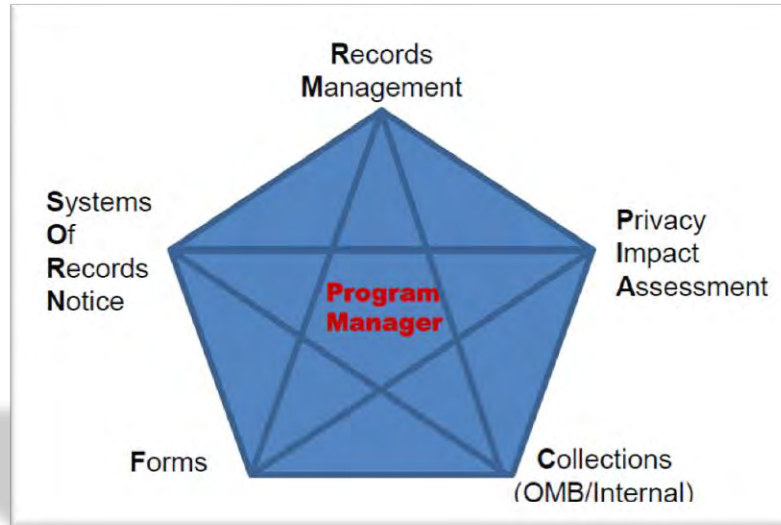 Records
Management
Systems
Of
Records
Notice
Privacy
Impact
Assessment
Program
Manager
Forms
Collections
(OMB/Internal)